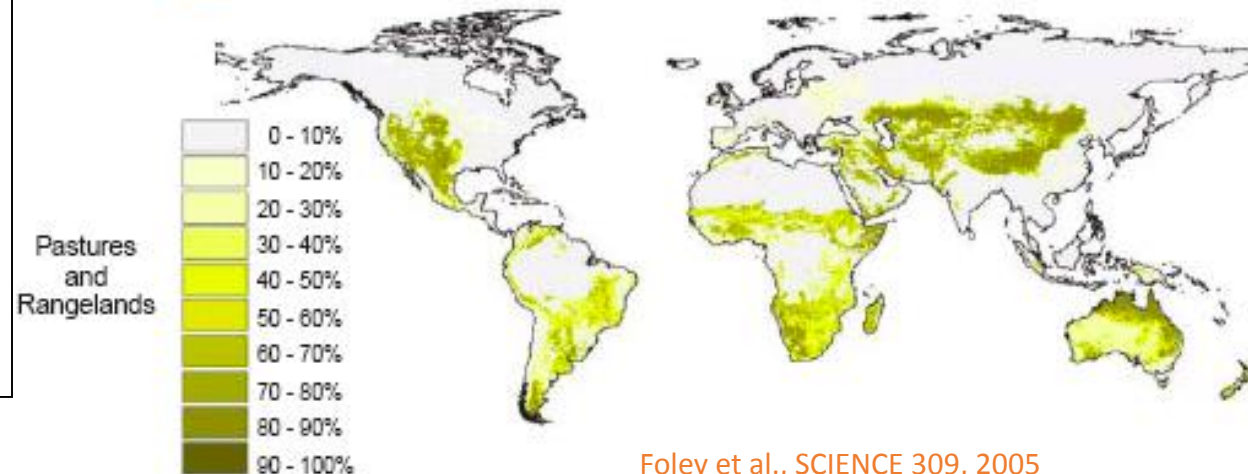 Pastures
and
Rangelands
0 - 10%
10 - 20%
20 - 30%
30 - 40%
40 - 50%
50 - 60%
60 - 70%
70 - 80%
80 - 90%
90 - 100%
Foley et al., SCIENCE 309, 2005